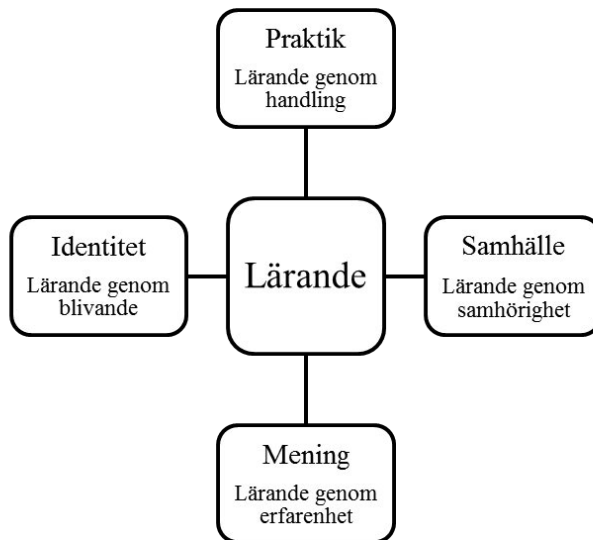 Praktik
Lärande genom
handling
Identitet
Lärande genom
blivande
Lärande
Samhälle
Lärande genom
samhörighet
Mening
Lärande genom
erfarenhet